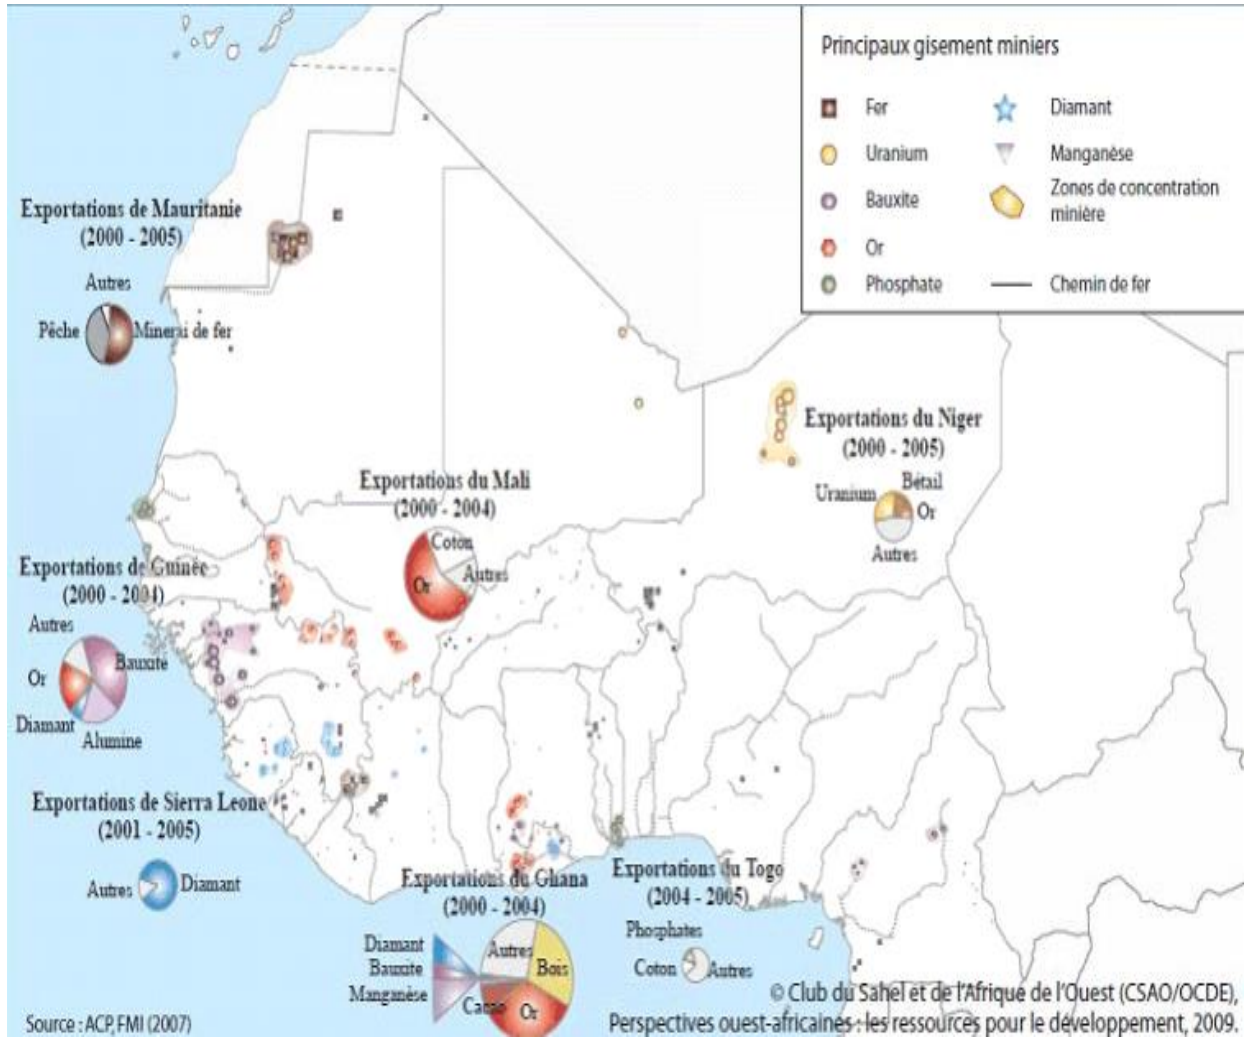 Principaux gisement miniers
Fer
Uranium
Bauxite
Or
Phosphate
Diamant
Manganèse
Zones de concentration
minière
Chemin de fer
Exportations de Mauritanie
(2000 - 2005)
Autres
Pêche
Minerai de fer
Exportations du Niger
(2000 - 2005)
Uranium
Bétail
Or
Autres
Exportations du Mali
(2000 - 2004)
Coton
Autres
Or
Exportations de Guinée
(2000 - 2004)
Autres
Bauxite
Or
Diamant
Alumine
Exportations de Sierra Leone
(2001 - 2005)
Autres
Diamant
Exportations du Ghana
(2000 - 2004)
Diamant
Bauxite
Manganèse
Autres
Bois
Cacao
Or
Exportations du Togo
(2004 - 2005)
Phosphates
Coton
Autres
Source : ACP, FMI (2007)
© Club du Sahel et de l'Afrique de l'Ouest (CSAO/OCDE),
Perspectives ouest-africaines : les ressources pour le développement, 2009.